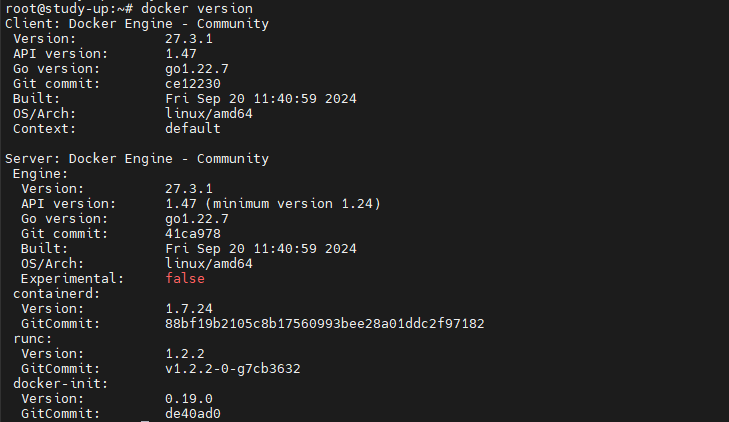 root@study-up:~# docker version
Client: Docker Engine - Community
 Version:           27.3.1
 API version:       1.47
 Go version:        go1.22.7
 Git commit:        ce12230
 Built:             Fri Sep 20 11:40:59 2024
 OS/Arch:           linux/amd64
 Context:           default

Server: Docker Engine - Community
 Engine:
  Version:          27.3.1
  API version:      1.47 (minimum version 1.24)
  Go version:       go1.22.7
  Git commit:       41ca978
  Built:            Fri Sep 20 11:40:59 2024
  OS/Arch:          linux/amd64
  Experimental:     false
 containerd:
  Version:          1.7.24
  GitCommit:        88bf19b2105c8b17560993bee28a01ddc2f97182
 runc:
  Version:          1.2.2
  GitCommit:        v1.2.2-0-g7cb3632
 docker-init:
  Version:          0.19.0
  GitCommit:        de40ad0